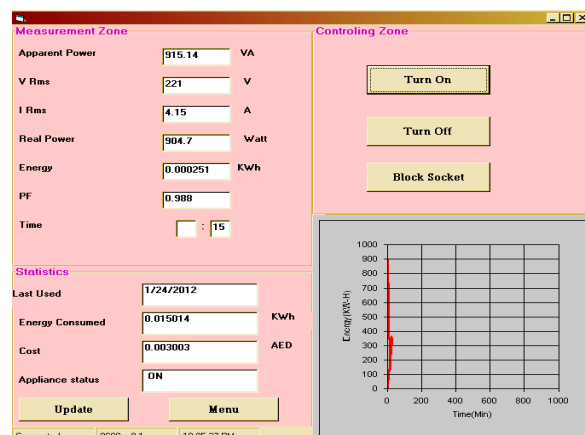 Measurement Zone
Apparent Power 915.14 VA
V Rms 221 V
I Rms 4.15 A
Real Power 904.7 Watt
Energy 0.000251 KWh
PF 0.988
Time : 15
Statistics
Last Used 1/24/2012
Energy Consumed 0.015014 KWh
Cost 0.003003 AED
Appliance status ON
Update Menu
Controling Zone
Turn On
Turn Off
Block Socket
Energy(KW-H)
1000
900
800
700
600
500
400
300
200
100
0
0 200 400 600 800 1000
Time(Min)